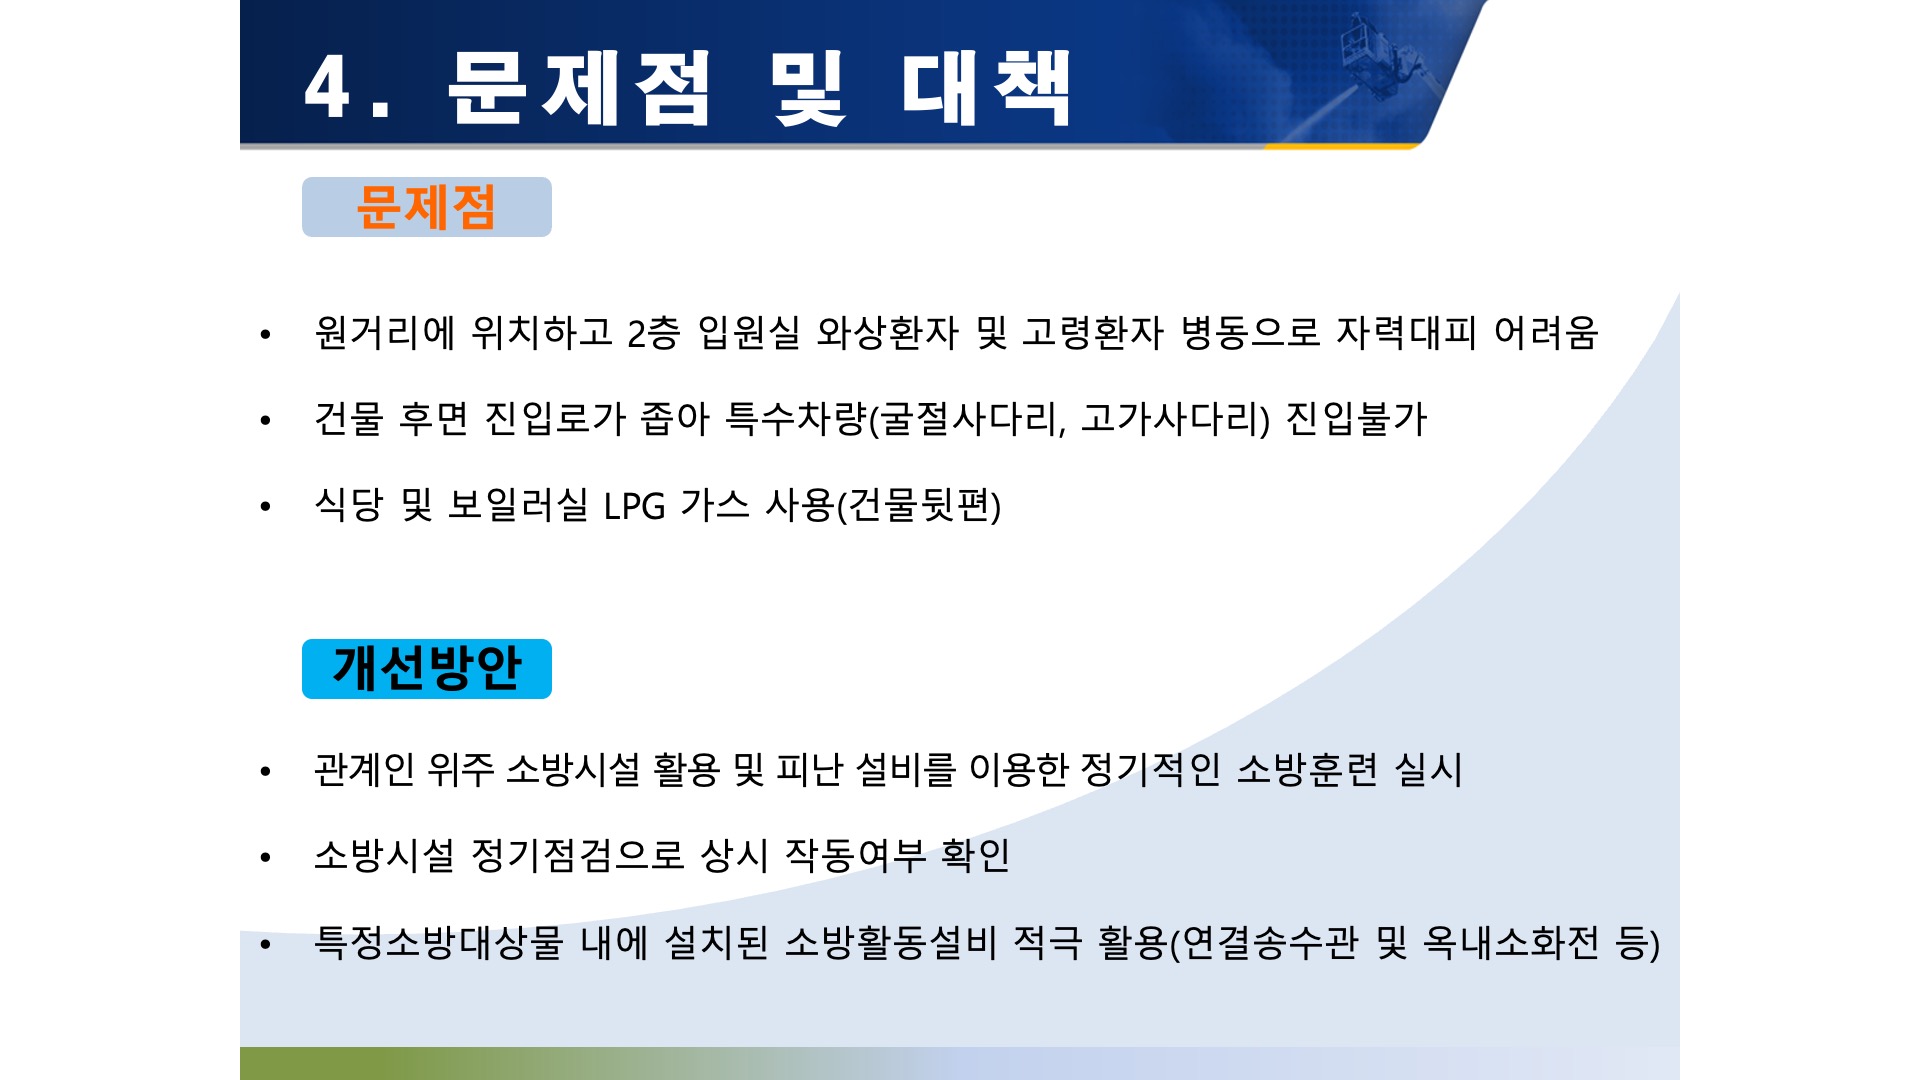 4. 문제점 및 대책
문제점
• 원거리에 위치하고 2층 입원실 와상환자 및 고령환자 병동으로 자력대피 어려움
• 건물 후면 진입로가 좁아 특수차량(굴절사다리, 고가사다리) 진입불가
• 식당 및 보일러실 LPG 가스 사용(건물뒷편)
개선방안
• 관계인 위주 소방시설 활용 및 피난 설비를 이용한 정기적인 소방훈련 실시
• 소방시설 정기점검으로 상시 작동여부 확인
• 특정소방대상물 내에 설치된 소방활동설비 적극 활용(연결송수관 및 옥내소화전 등)